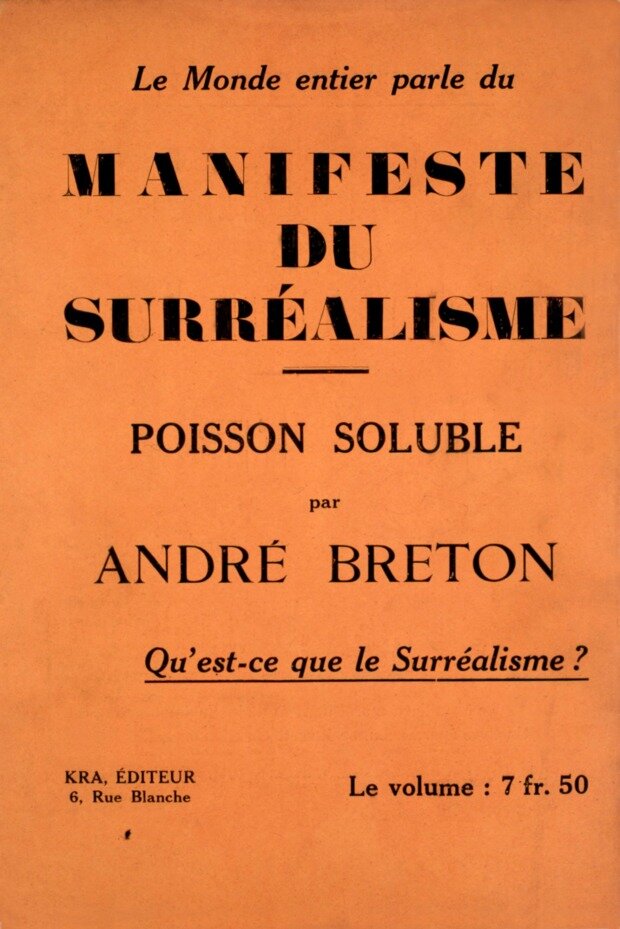 Le Monde entier parle du
MANIFESTE
DU
SURRÉALISME
POISSON SOLUBLE
par
ANDRÉ BRETON
Qu'est-ce que le Surréalisme ?
KRA, ÉDITEUR
6, Rue Blanche
Le volume : 7 fr. 50